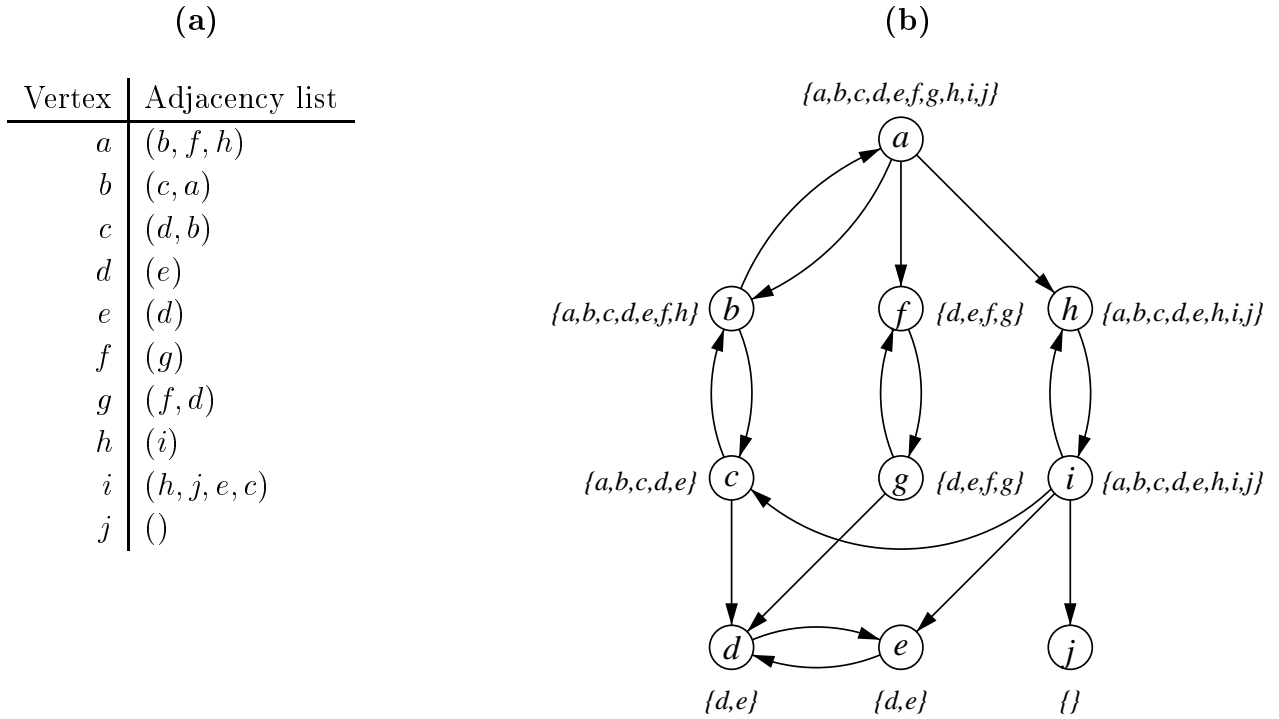 (a)
Vertex Adjacency list
a (b, f, h)
b (c, a)
c (d, b)
d (e)
e (d)
f (g)
g (f, d)
h (i)
i (h, j, e, c)
j ()
(b)
{a,b,c,d,e,f,g,h,i,j}
a
{a,b,c,d,e,f,h} b f {d,e,f,g} h {a,b,c,d,e,h,i,j}
{a,b,c,d,e} c g {d,e,f,g} i {a,b,c,d,e,h,i,j}
d e j
{d,e} {d,e} {}